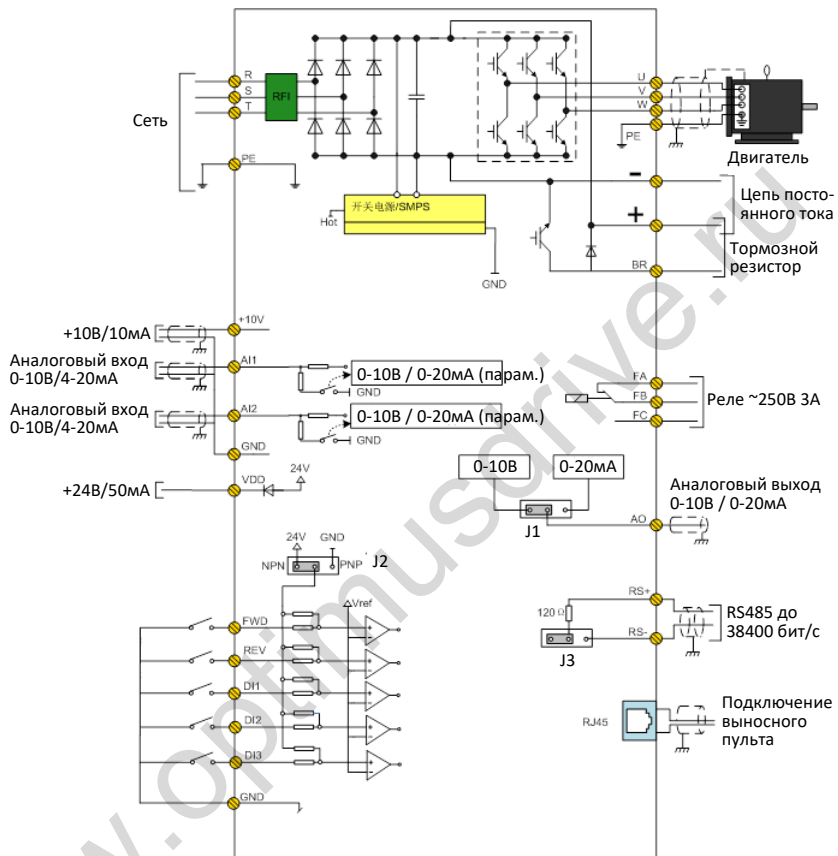 Сеть
R
S
T
RFI
PE
开关电源/SMPS
Hot
GND
U
V
W
PE
Двигатель
-
+
BR
Цепь посто-
янного тока
Тормозной
резистор
+10В/10мА
+10V
Аналоговый вход
0-10В/4-20мА
AI1
0-10В / 0-20мА (парам.)
GND
Аналоговый вход
0-10В/4-20мА
AI2
0-10В / 0-20мА (парам.)
GND
GND
+24В/50мА
VDD
24V
FA
FB
FC
Реле ~250В 3А
0-10В
0-20мА
J1
AO
Аналоговый выход
0-10В / 0-20мА
24V
GND
NPN
PNP
J2
Vref
FWD
REV
DI1
DI2
DI3
GND
120 Ω
RS+
RS-
J3
RS485 до
38400 бит/с
RJ45
Подключение
выносного
пульта
w.optimusdrive.ru